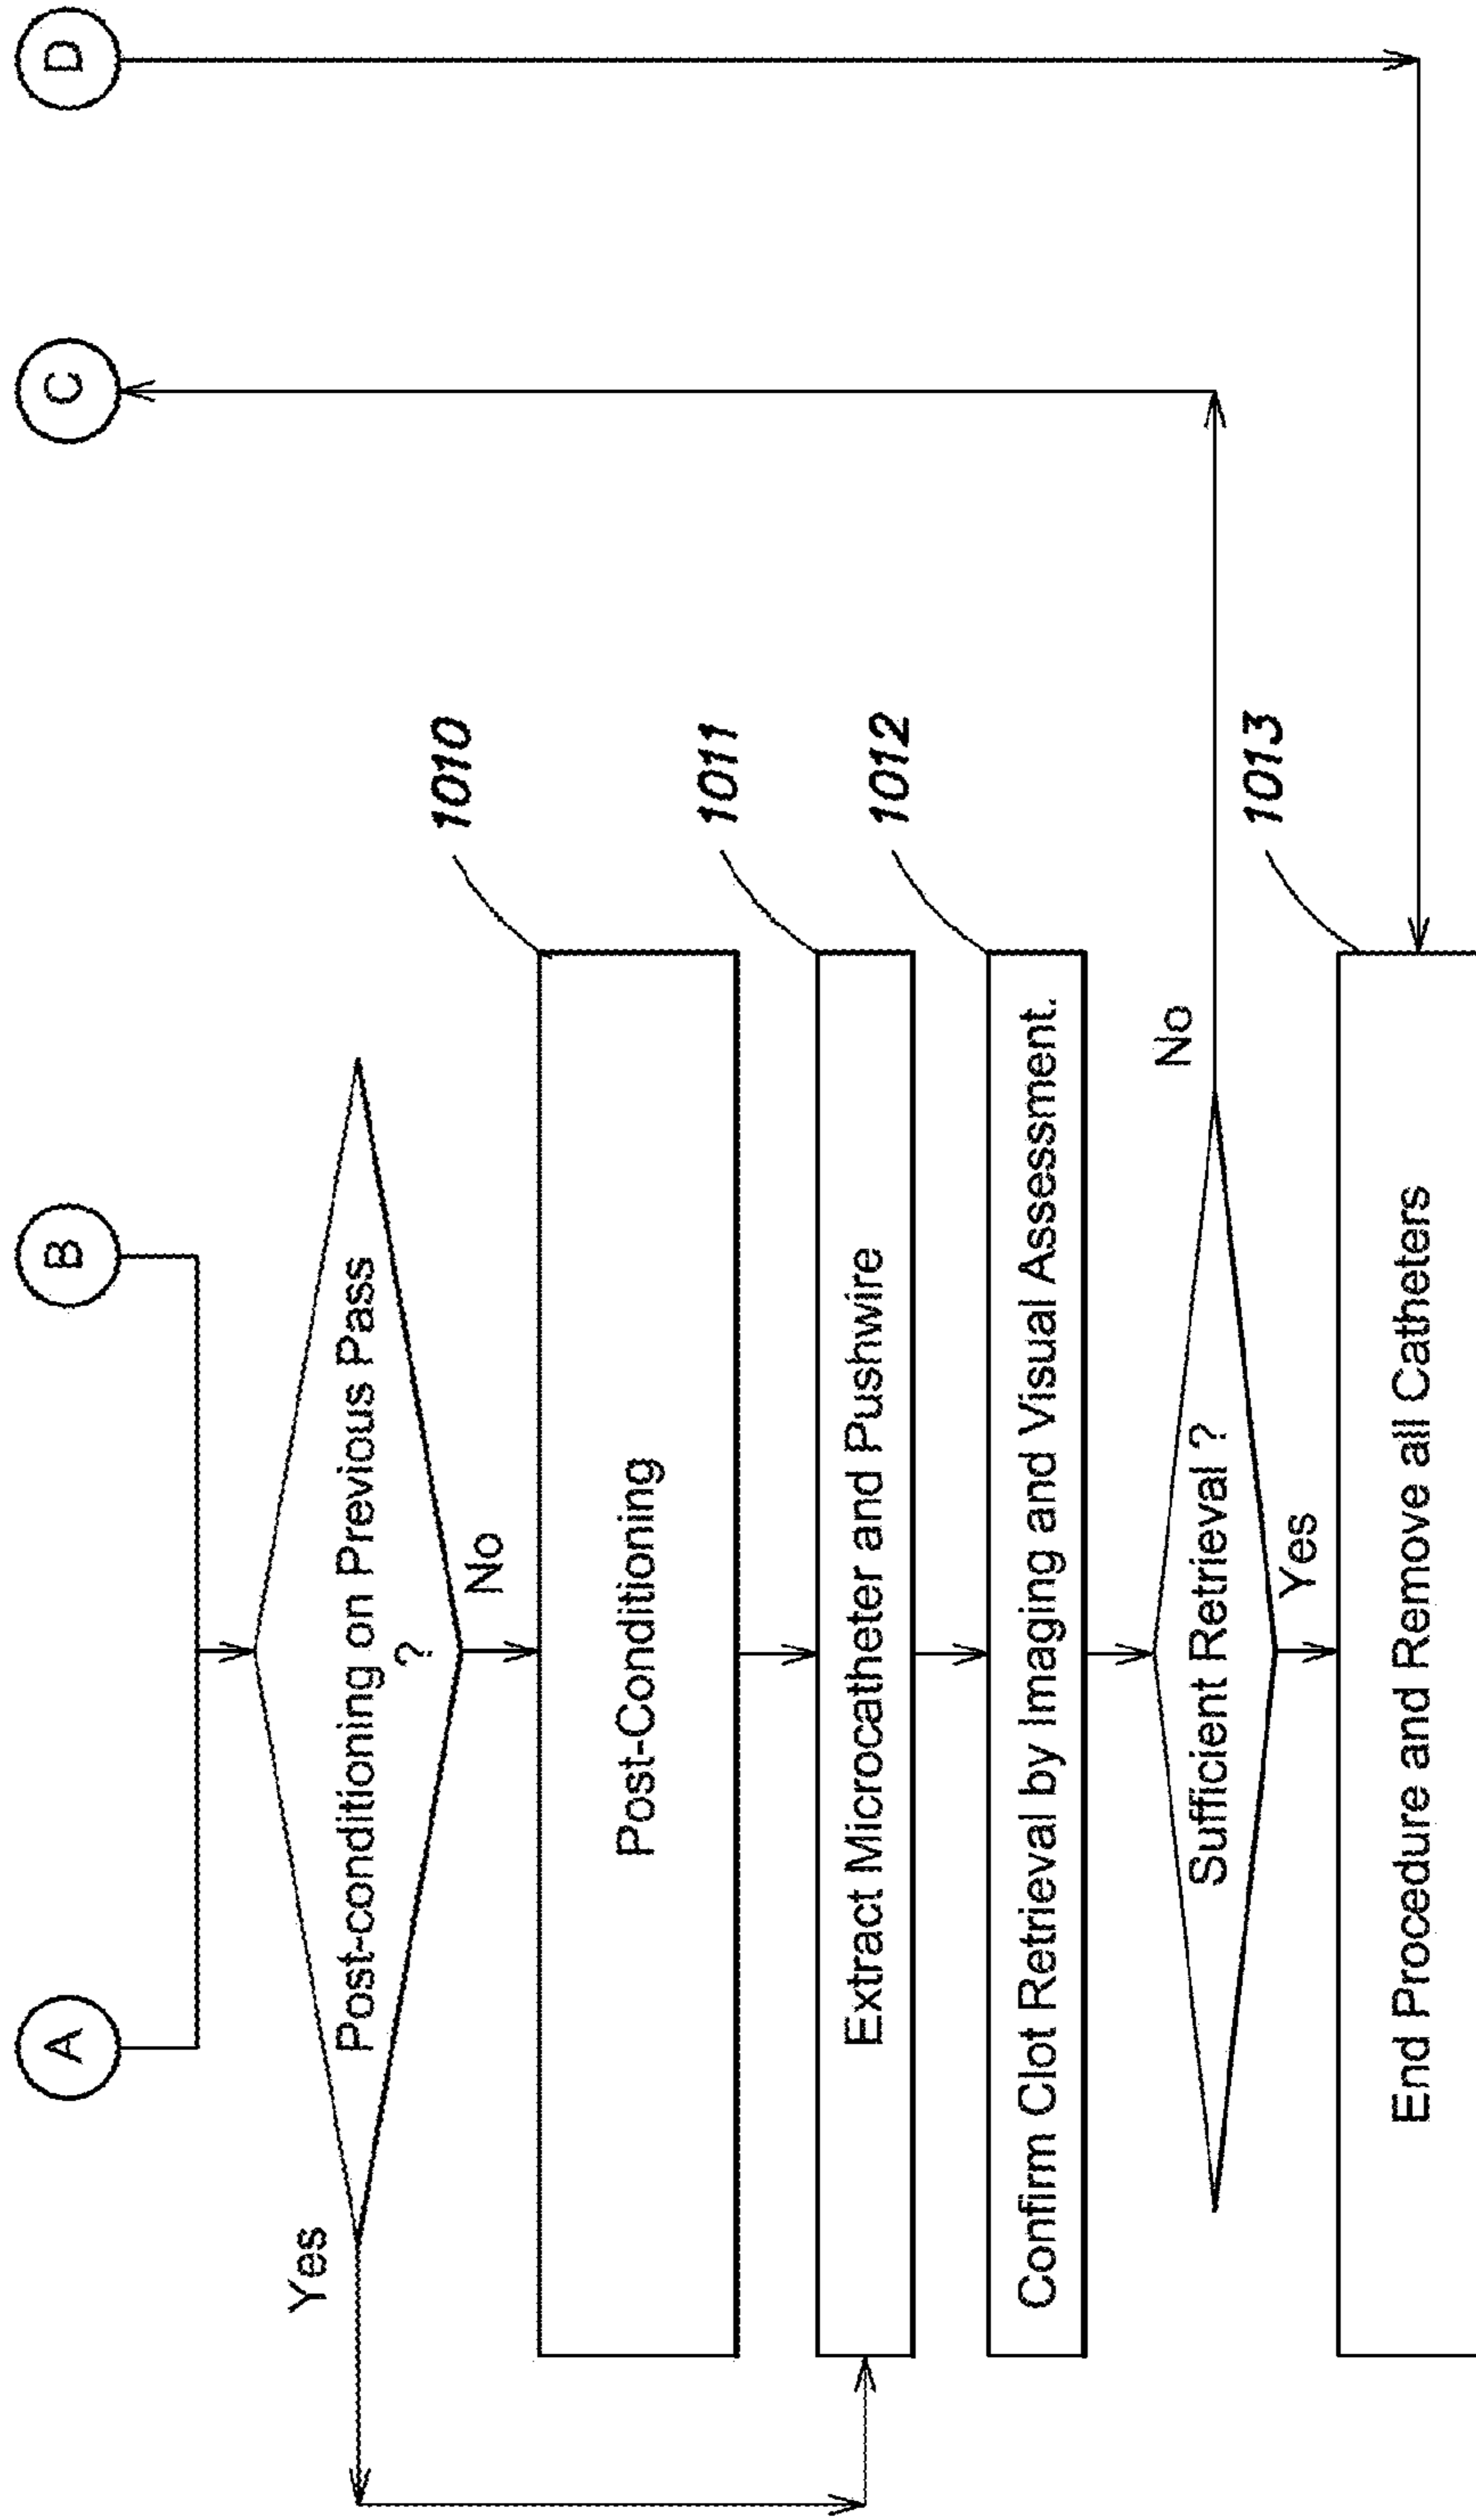 A
B
C
D
Post-conditioning on Previous Pass
?
Yes
No
1010
Post-Conditioning
1011
Extract Microcatheter and Pushwire
1012
Confirm Clot Retrieval by Imaging and Visual Assessment.
Sufficient Retrieval ?
No
Yes
1013
End Procedure and Remove all Catheters